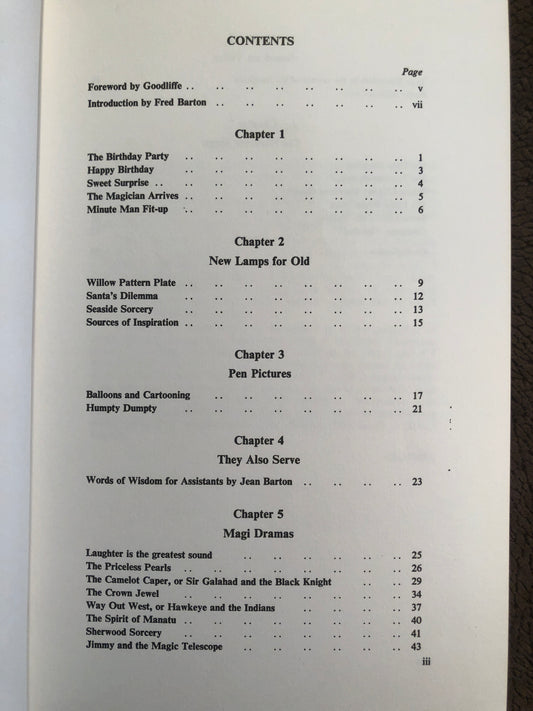 CONTENTS
Page
Foreword by Goodliffe .. .. .. .. .. .. .. .. v
Introduction by Fred Barton .. .. .. .. .. .. .. vii
Chapter 1
The Birthday Party .. .. .. .. .. .. .. .. 1
Happy Birthday .. .. .. .. .. .. .. .. 3
Sweet Surprise .. .. .. .. .. .. .. .. .. 4
The Magician Arrives .. .. .. .. .. .. .. .. 5
Minute Man Fit-up .. .. .. .. .. .. .. .. 6
Chapter 2
New Lamps for Old
Willow Pattern Plate .. .. .. .. .. .. .. .. 9
Santa's Dilemma .. .. .. .. .. .. .. .. 12
Seaside Sorcery .. .. .. .. .. .. .. .. 13
Sources of Inspiration .. .. .. .. .. .. .. .. 15
Chapter 3
Pen Pictures
Balloons and Cartooning .. .. .. .. .. .. .. 17
Humpty Dumpty .. .. .. .. .. .. .. .. 21
Chapter 4
They Also Serve
Words of Wisdom for Assistants by Jean Barton .. .. .. .. 23
Chapter 5
Magi Dramas
Laughter is the greatest sound .. .. .. .. .. .. 25
The Priceless Pearls .. .. .. .. .. .. .. .. 26
The Camelot Caper, or Sir Galahad and the Black Knight .. .. 29
The Crown Jewel .. .. .. .. .. .. .. .. 34
Way Out West, or Hawkeye and the Indians .. .. .. .. 37
The Spirit of Manatu .. .. .. .. .. .. .. .. 40
Sherwood Sorcery .. .. .. .. .. .. .. .. 41
Jimmy and the Magic Telescope .. .. .. .. .. .. 43
iii